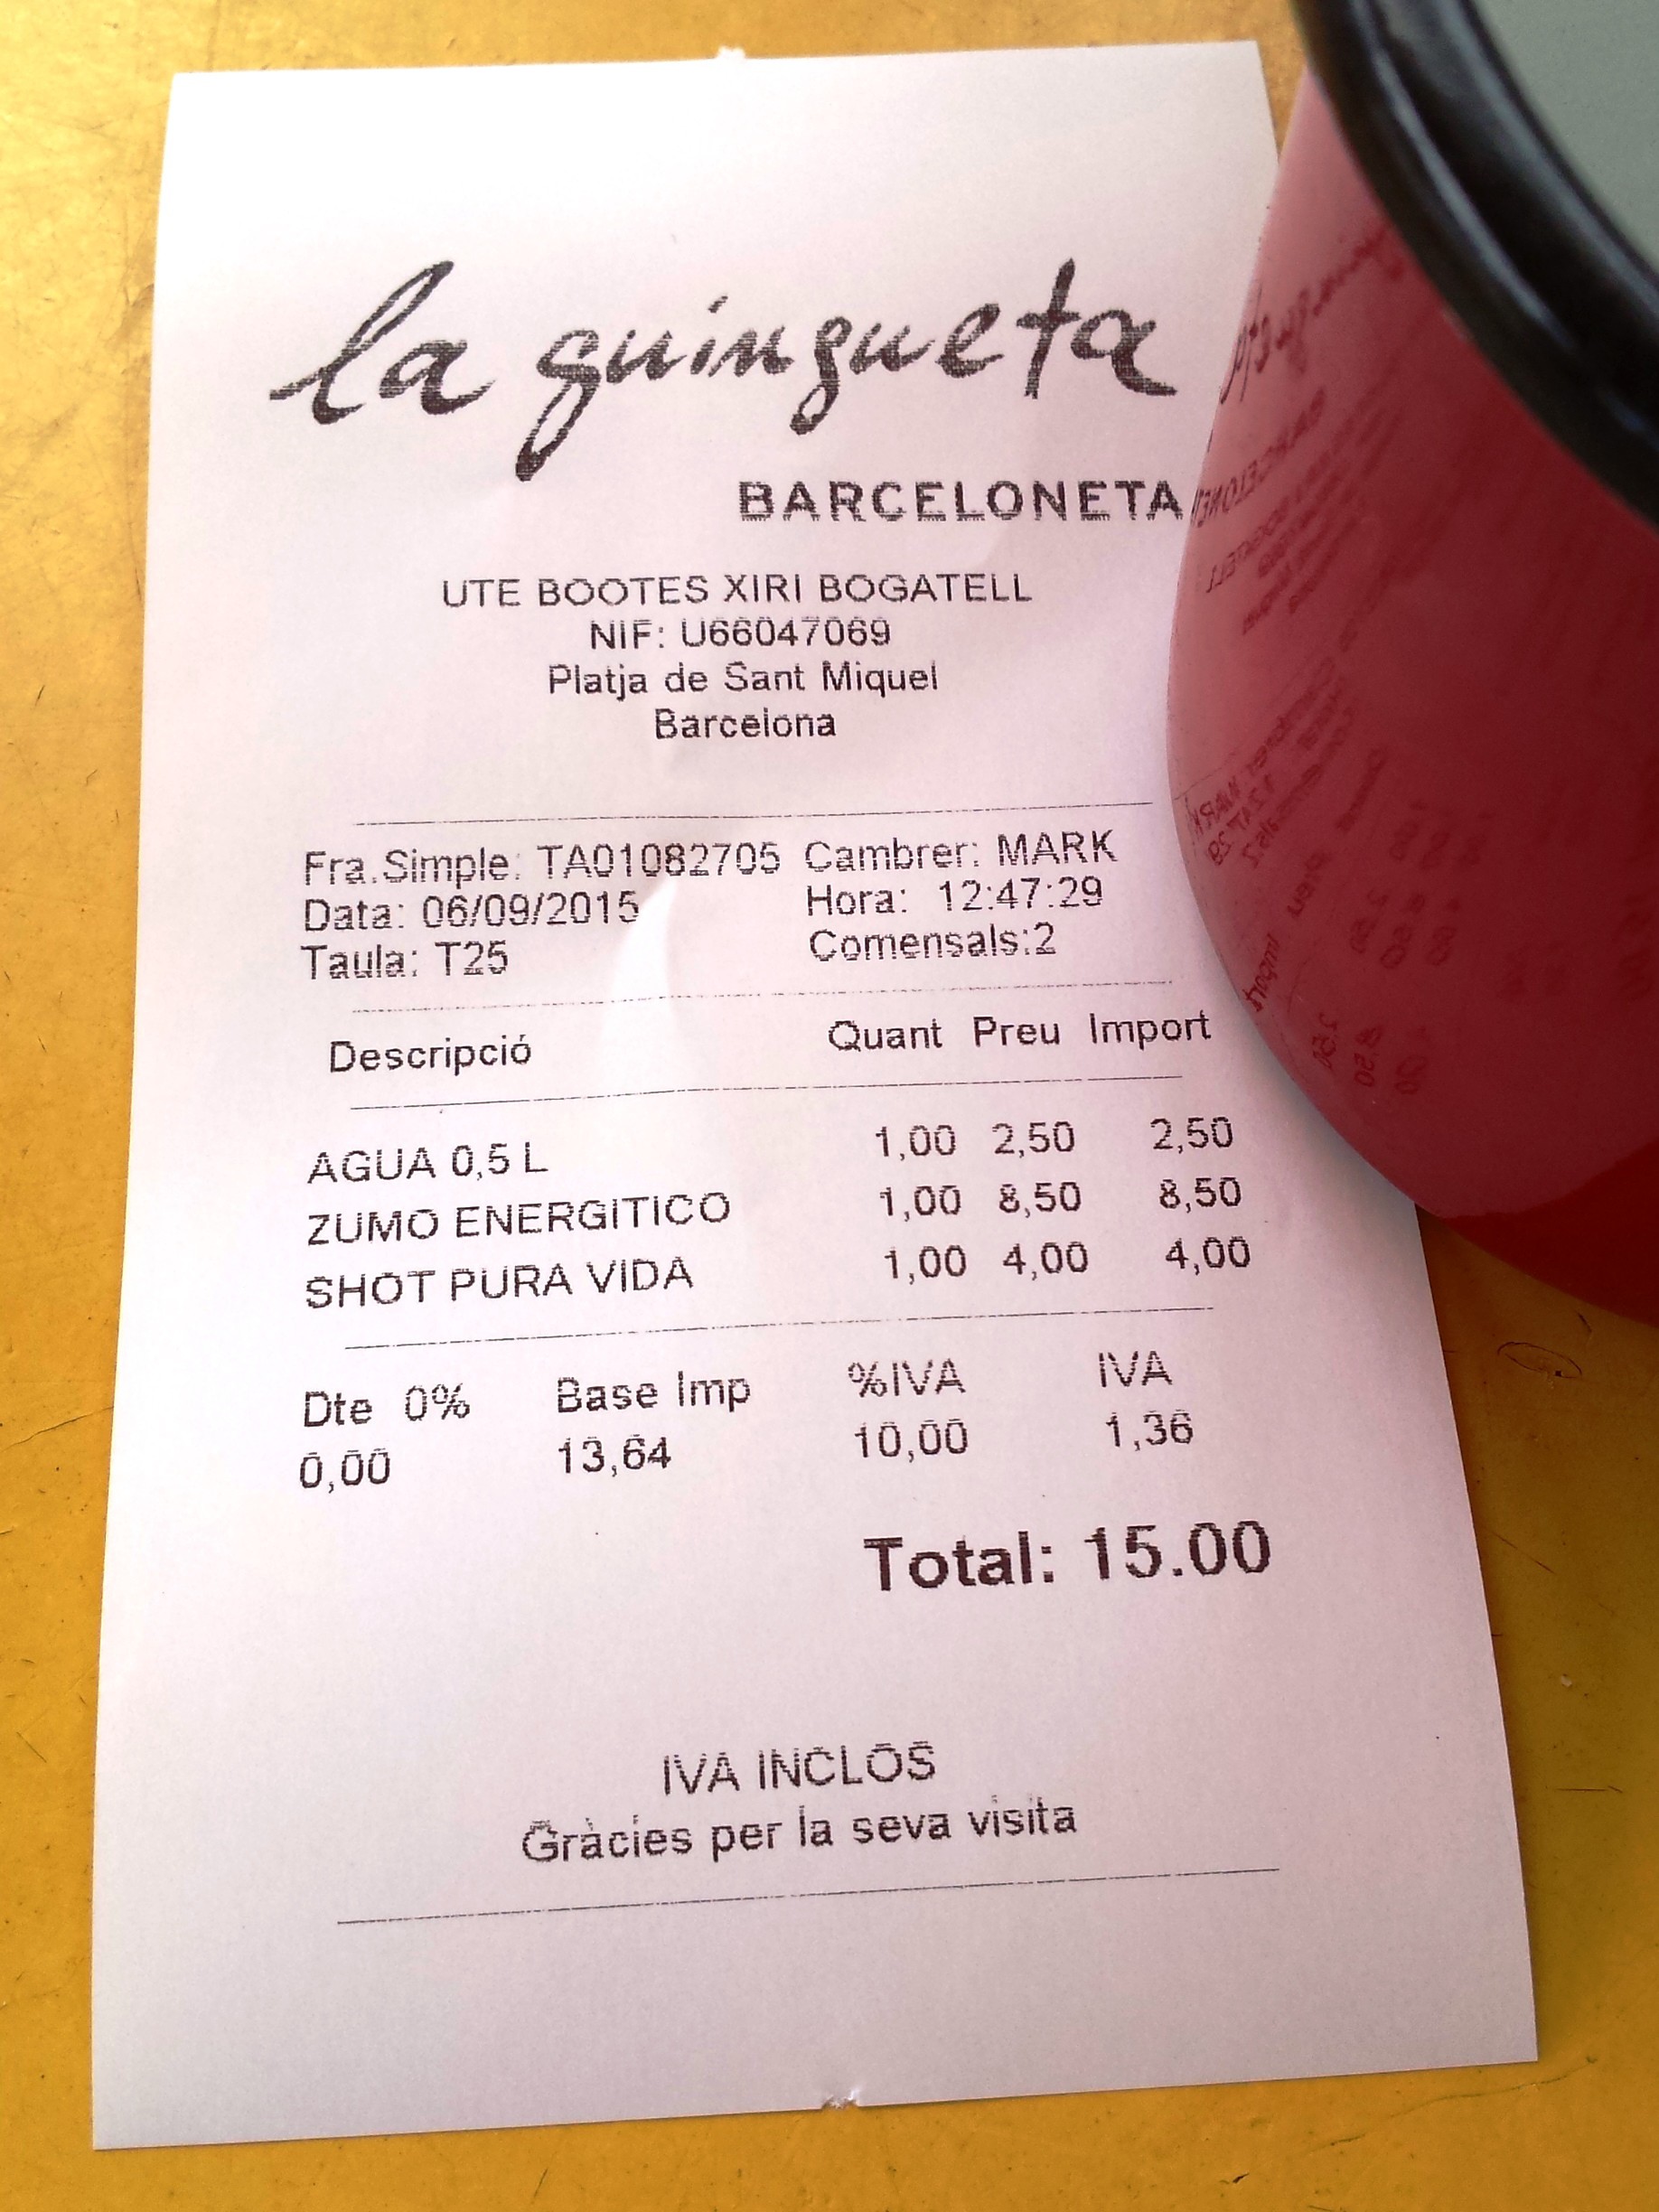 la guingueta
BARCELONETA
UTE BOOTES XIRI BOGATELL
NIF: U66047069
Platja de Sant Miquel
Barcelona
Fra.Simple: TA01082705 Cambrer: MARK
Data: 06/09/2015 Hora: 12:47:29
Taula: T25 Comensals:2
Descripció Quant Preu Import
AGUA 0,5 L 1,00 2,50 2,50
ZUMO ENERGITICO 1,00 8,50 8,50
SHOT PURA VIDA 1,00 4,00 4,00
Dte 0% Base Imp %IVA IVA
0,00 13,64 10,00 1,36
Total: 15.00
IVA INCLOS
Gràcies per la seva visita